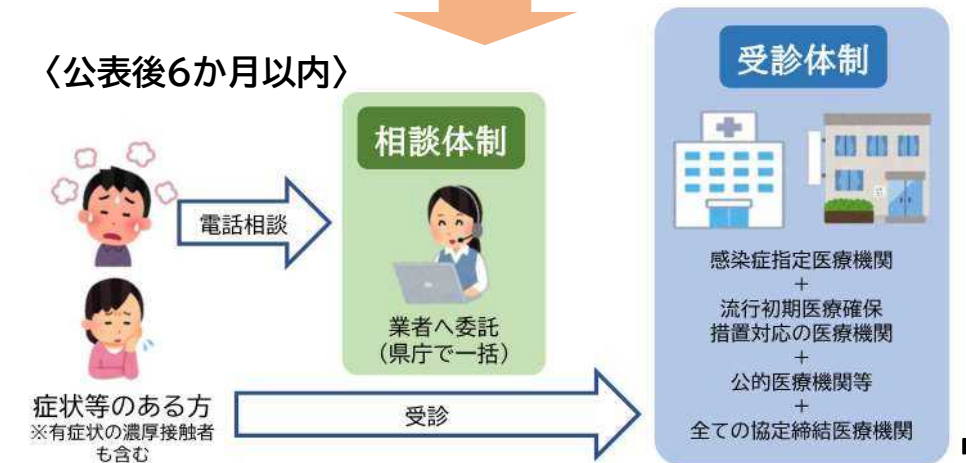 〈公表後6か月以内〉
受診体制
相談体制
電話相談
業者へ委託
(県庁で一括)
感染症指定医療機関
+
流行初期医療確保
措置対応の医療機関
+
公的医療機関等
+
全ての協定締結医療機関
症状等のある方
※有症状の濃厚接触者
も含む
受診